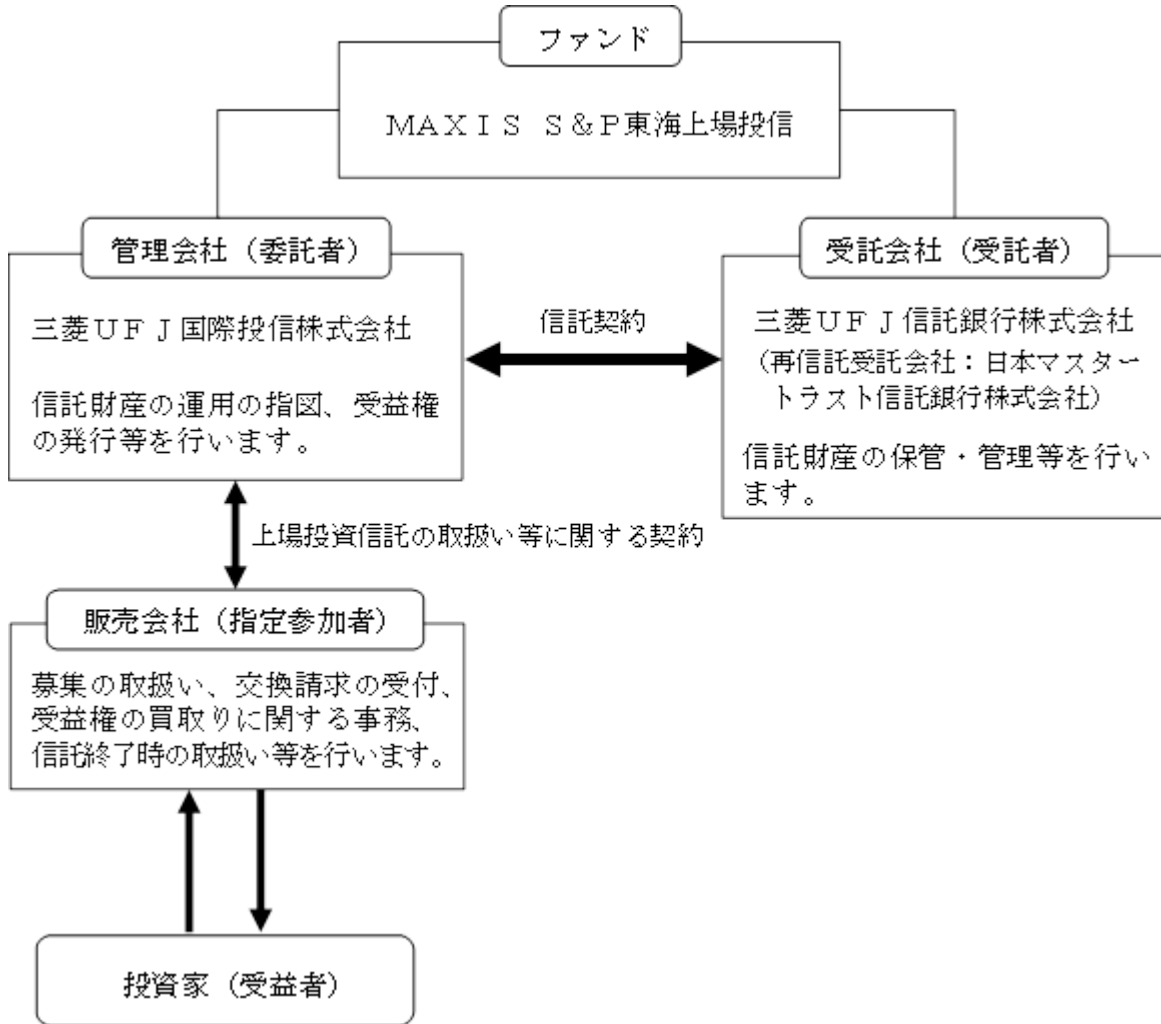 ファンド
ＭＡＸＩＳ Ｓ＆Ｐ東海上場投信
管理会社（委託者）
三菱ＵＦＪ国際投信株式会社
信託財産の運用の指図、受益権
の発行等を行います。
信託契約
受託会社（受託者）
三菱ＵＦＪ信託銀行株式会社
（再信託受託会社：日本マスター
トラスト信託銀行株式会社）
信託財産の保管・管理等を行い
ます。
上場投資信託の取扱い等に関する契約
販売会社（指定参加者）
募集の取扱い、交換請求の受付、
受益権の買取りに関する事務、
信託終了時の取扱い等を行います。
投資家（受益者）